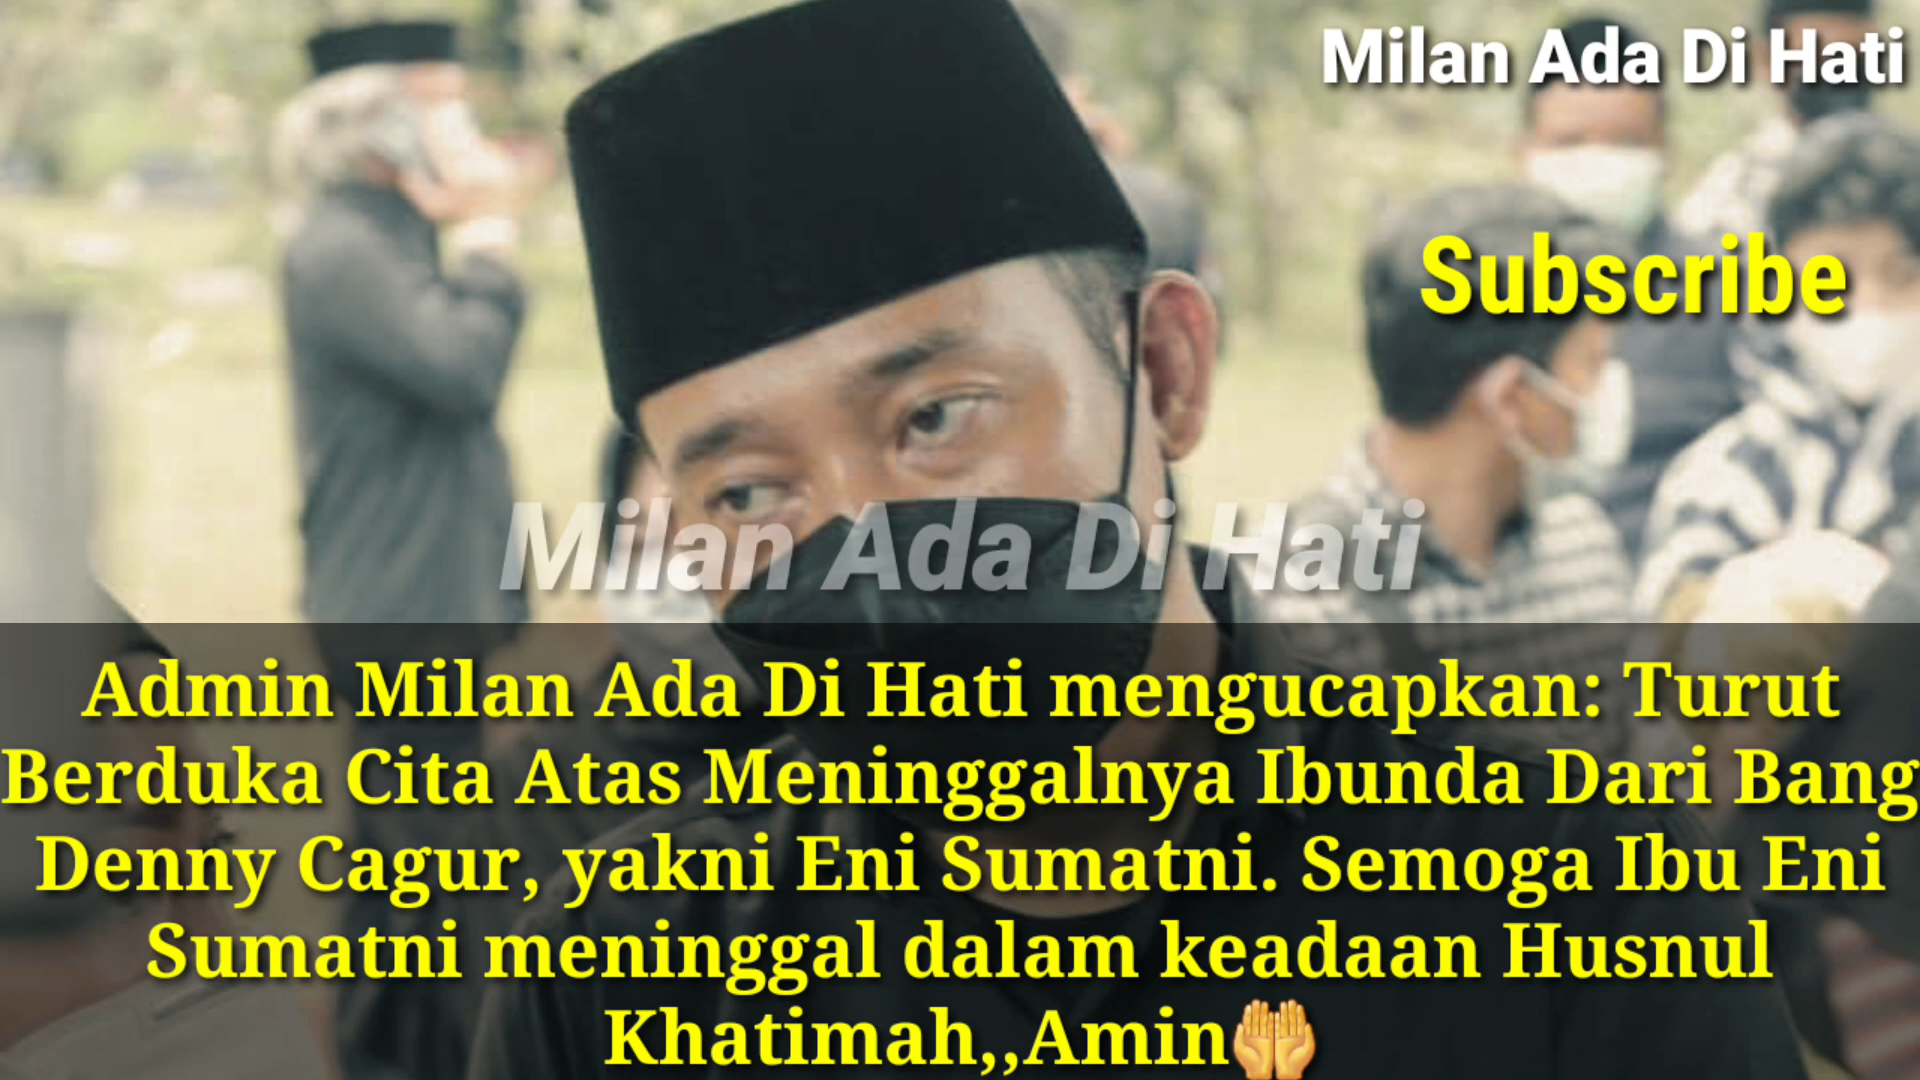 Milan Ada Di Hati
Subscribe
Milan Ada Di Hati
Admin Milan Ada Di Hati mengucapkan: Turut
Berduka Cita Atas Meninggalnya Ibunda Dari Bang
Denny Cagur, yakni Eni Sumatni. Semoga Ibu Eni
Sumatni meninggal dalam keadaan Husnul
Khatimah,,Amin🤲